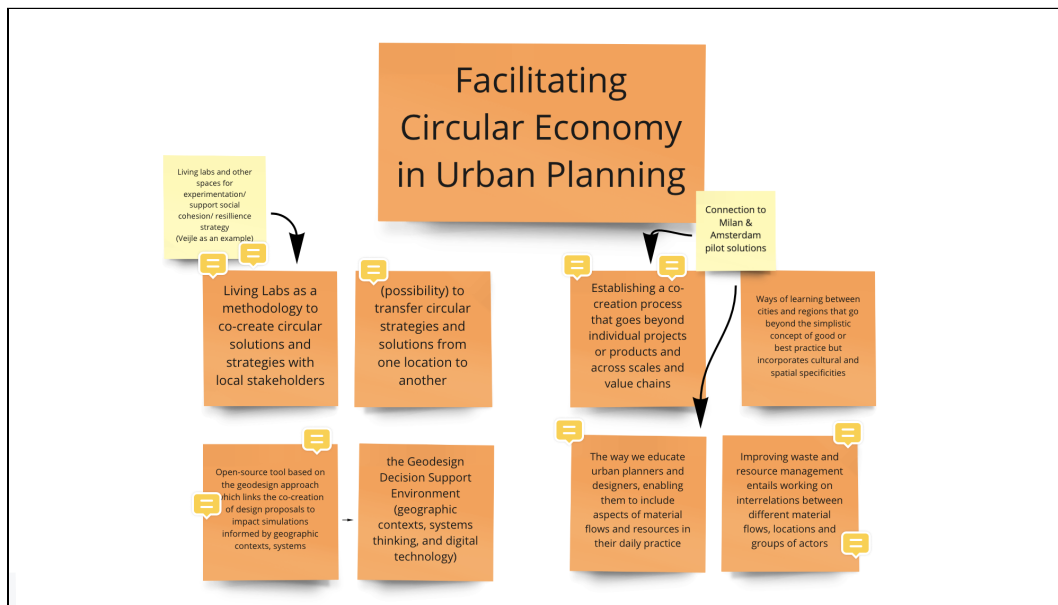 Facilitating
Circular Economy
in Urban Planning
Living labs and other
spaces for
experimentation/
support social
cohesion/ resillience
strategy
(Veijle as an example)
Connection to
Milan &
Amsterdam
pilot solutions
Living Labs as a
methodology to
co-create circular
solutions and
strategies with
local stakeholders
(possibility) to
transfer circular
strategies and
solutions from
one location to
another
Establishing a co-
creation process
that goes beyond
individual projects
or products and
across scales and
value chains
Ways of learning between
cities and regions that go
beyond the simplistic
concept of good or
best practice but
incorporates cultural and
spatial specificities
Open-source tool based on
the geodesign approach
which links the co-creation
of design proposals to
impact simulations
informed by geographic
contexts, systems
the Geodesign
Decision Support
Environment
(geographic
contexts, systems
thinking, and digital
technology)
The way we educate
urban planners and
designers, enabling
them to include
aspects of material
flows and resources in
their daily practice
Improving waste and
resource management
entails working on
interrelations between
different material
flows, locations and
groups of actors